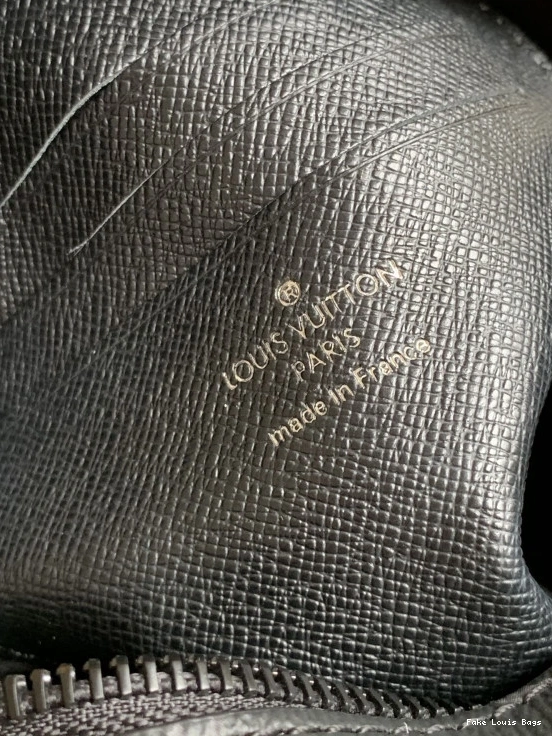 ®
LOUIS VUITTON
PARIS
made in France
Fake Louis Bags